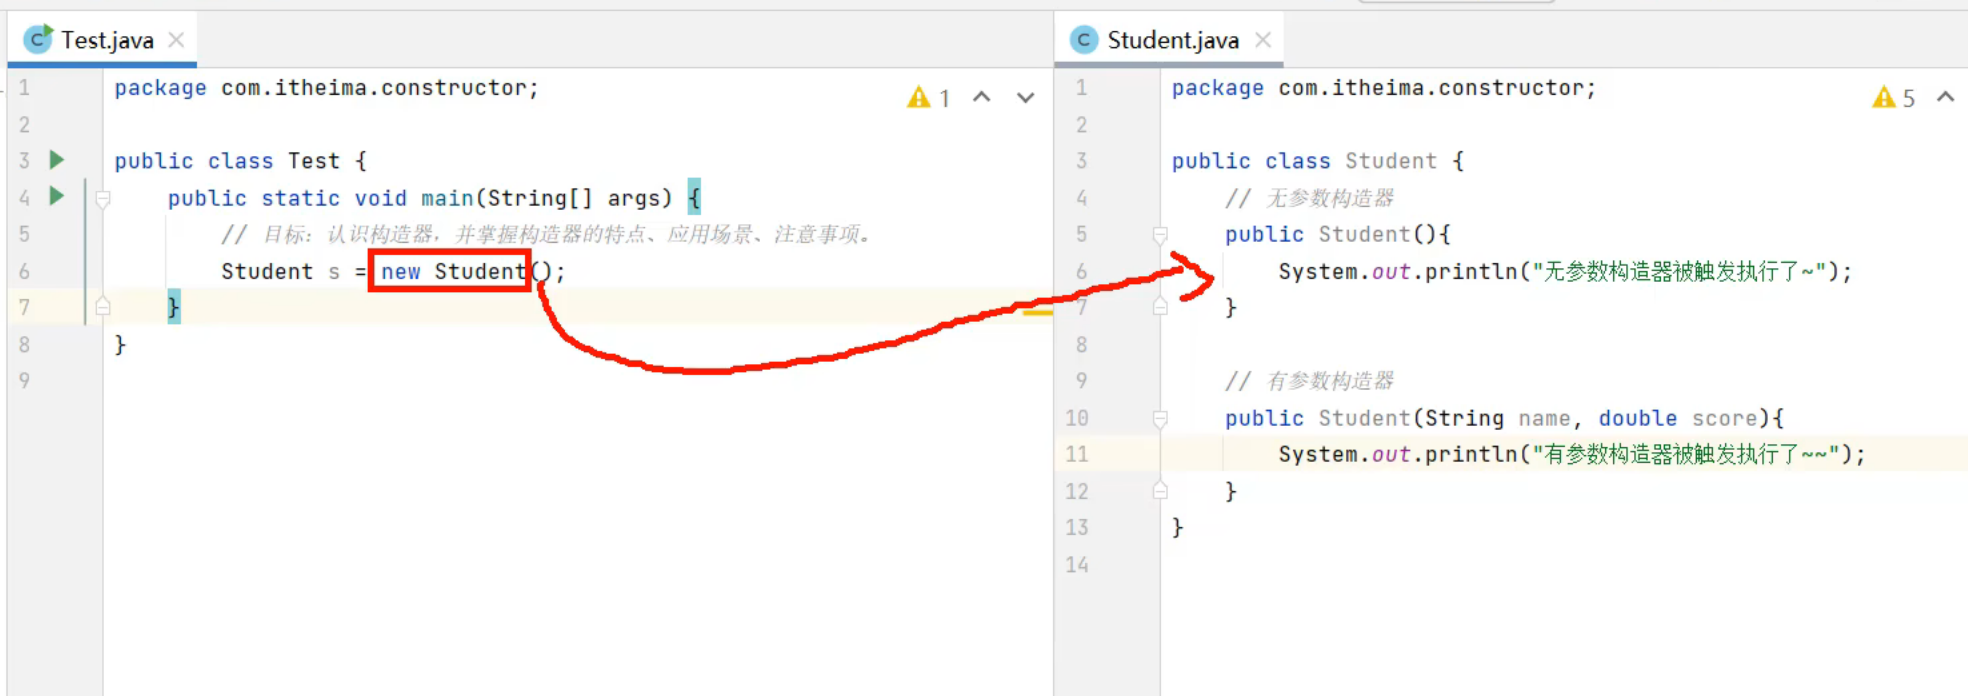 Test.java
1 package com.itheima.constructor;
1
2
3 public class Test {
4 public static void main(String[] args) {
5 // 目标：认识构造器，并掌握构造器的特点、应用场景、注意事项。
6 Student s = new Student();
7 }
8 }
9
Student.java
1 package com.itheima.constructor;
5
2
3 public class Student {
4 // 无参数构造器
5 public Student(){
6 System.out.println("无参数构造器被触发执行了~");
7 }
8
9 // 有参数构造器
10 public Student(String name, double score){
11 System.out.println("有参数构造器被触发执行了~~");
12 }
13 }
14